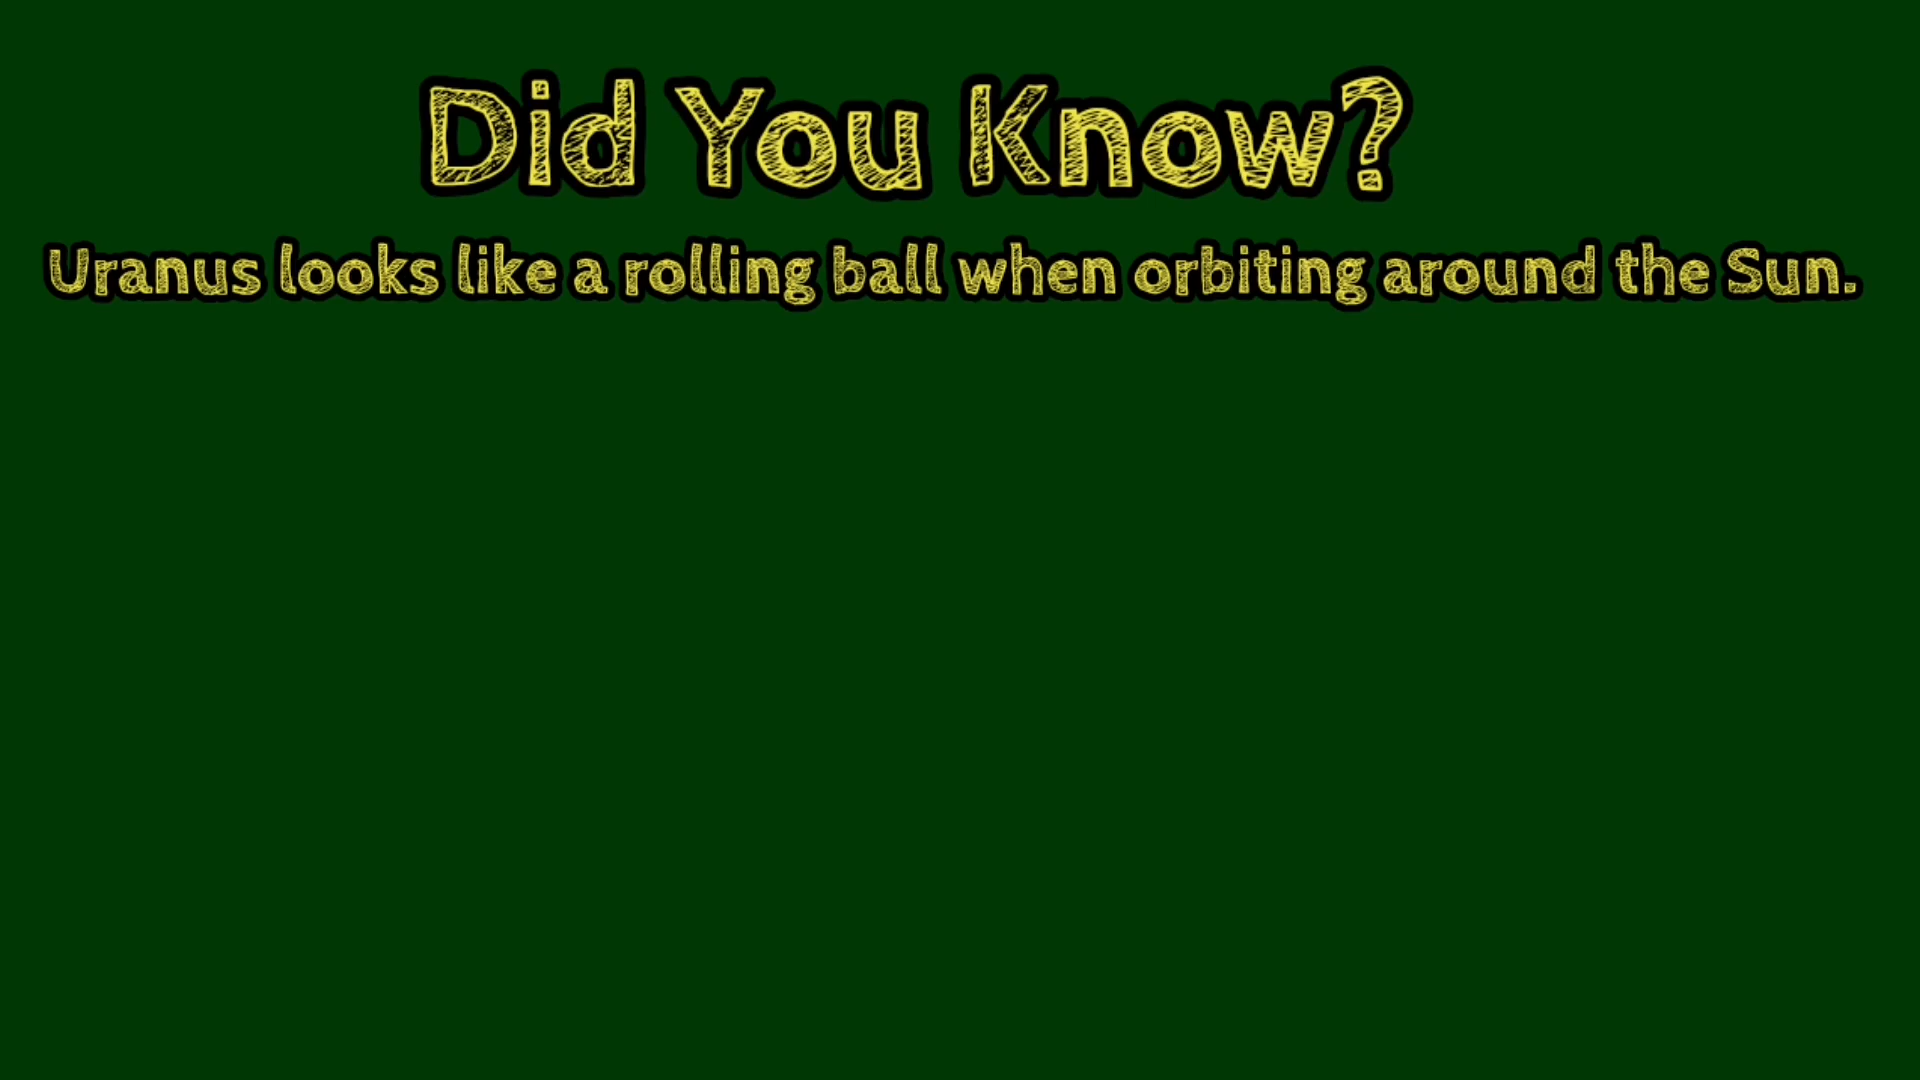 Did You Know?
Uranus looks like a rolling ball when orbiting around the Sun.